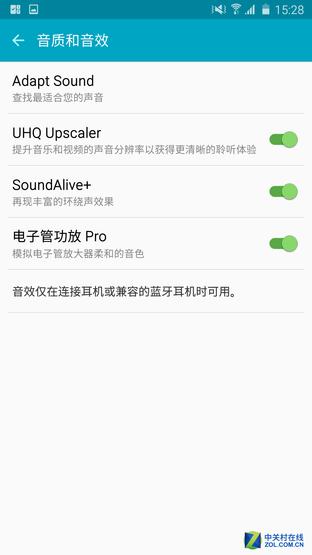 15:28
音质和音效
Adapt Sound
查找最适合您的声音
UHQ Upscaler
提升音乐和视频的声音分辨率以获得更清晰的聆听体验
SoundAlive+
再现丰富的环绕声效果
电子管功放 Pro
模拟电子管放大器柔和的音色
音效仅在连接耳机或兼容的蓝牙耳机时可用。
中关村在线
ZOL.COM.CN